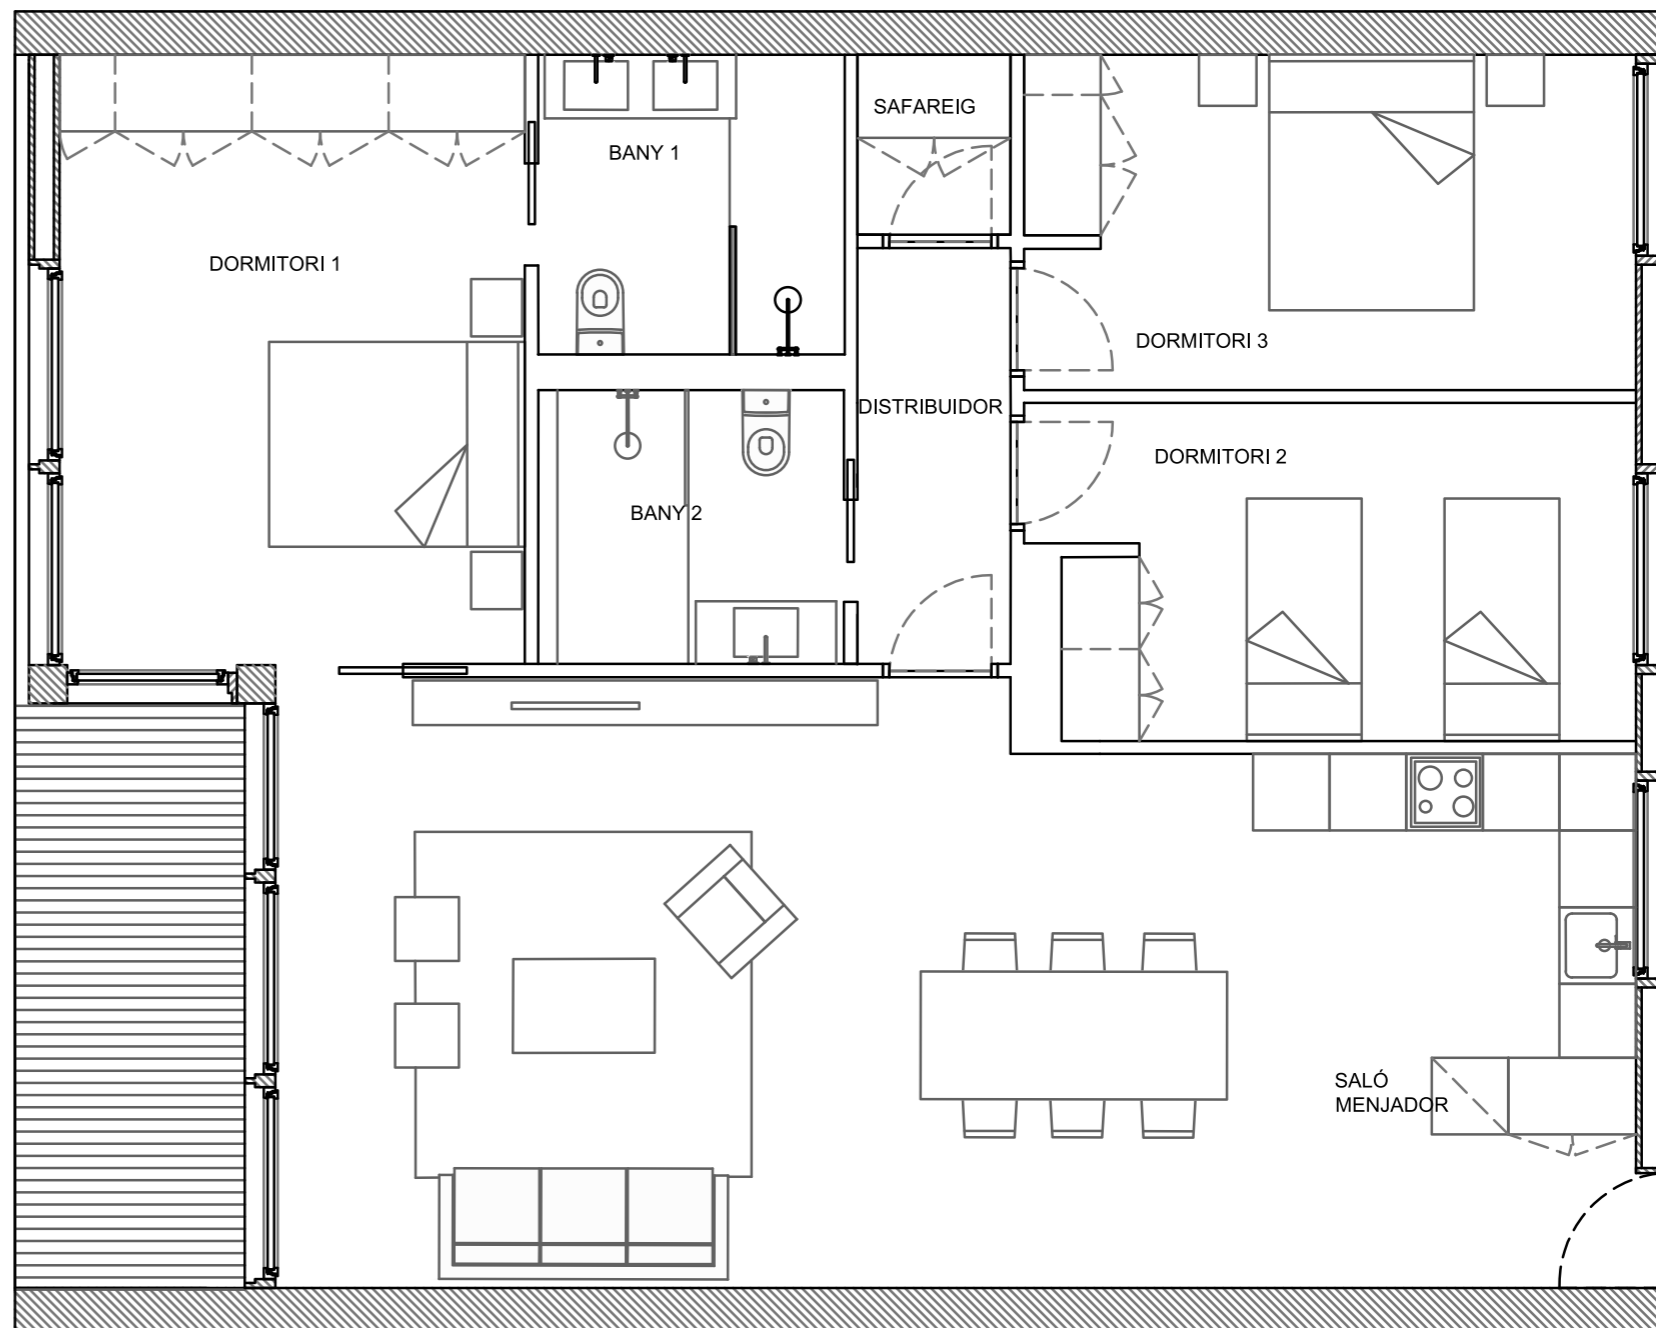 SAFAREIG
BANY 1
DORMITORI 1
DORMITORI 3
DISTRIBUIDOR
DORMITORI 2
BANY 2
SALÓ
MENJADOR